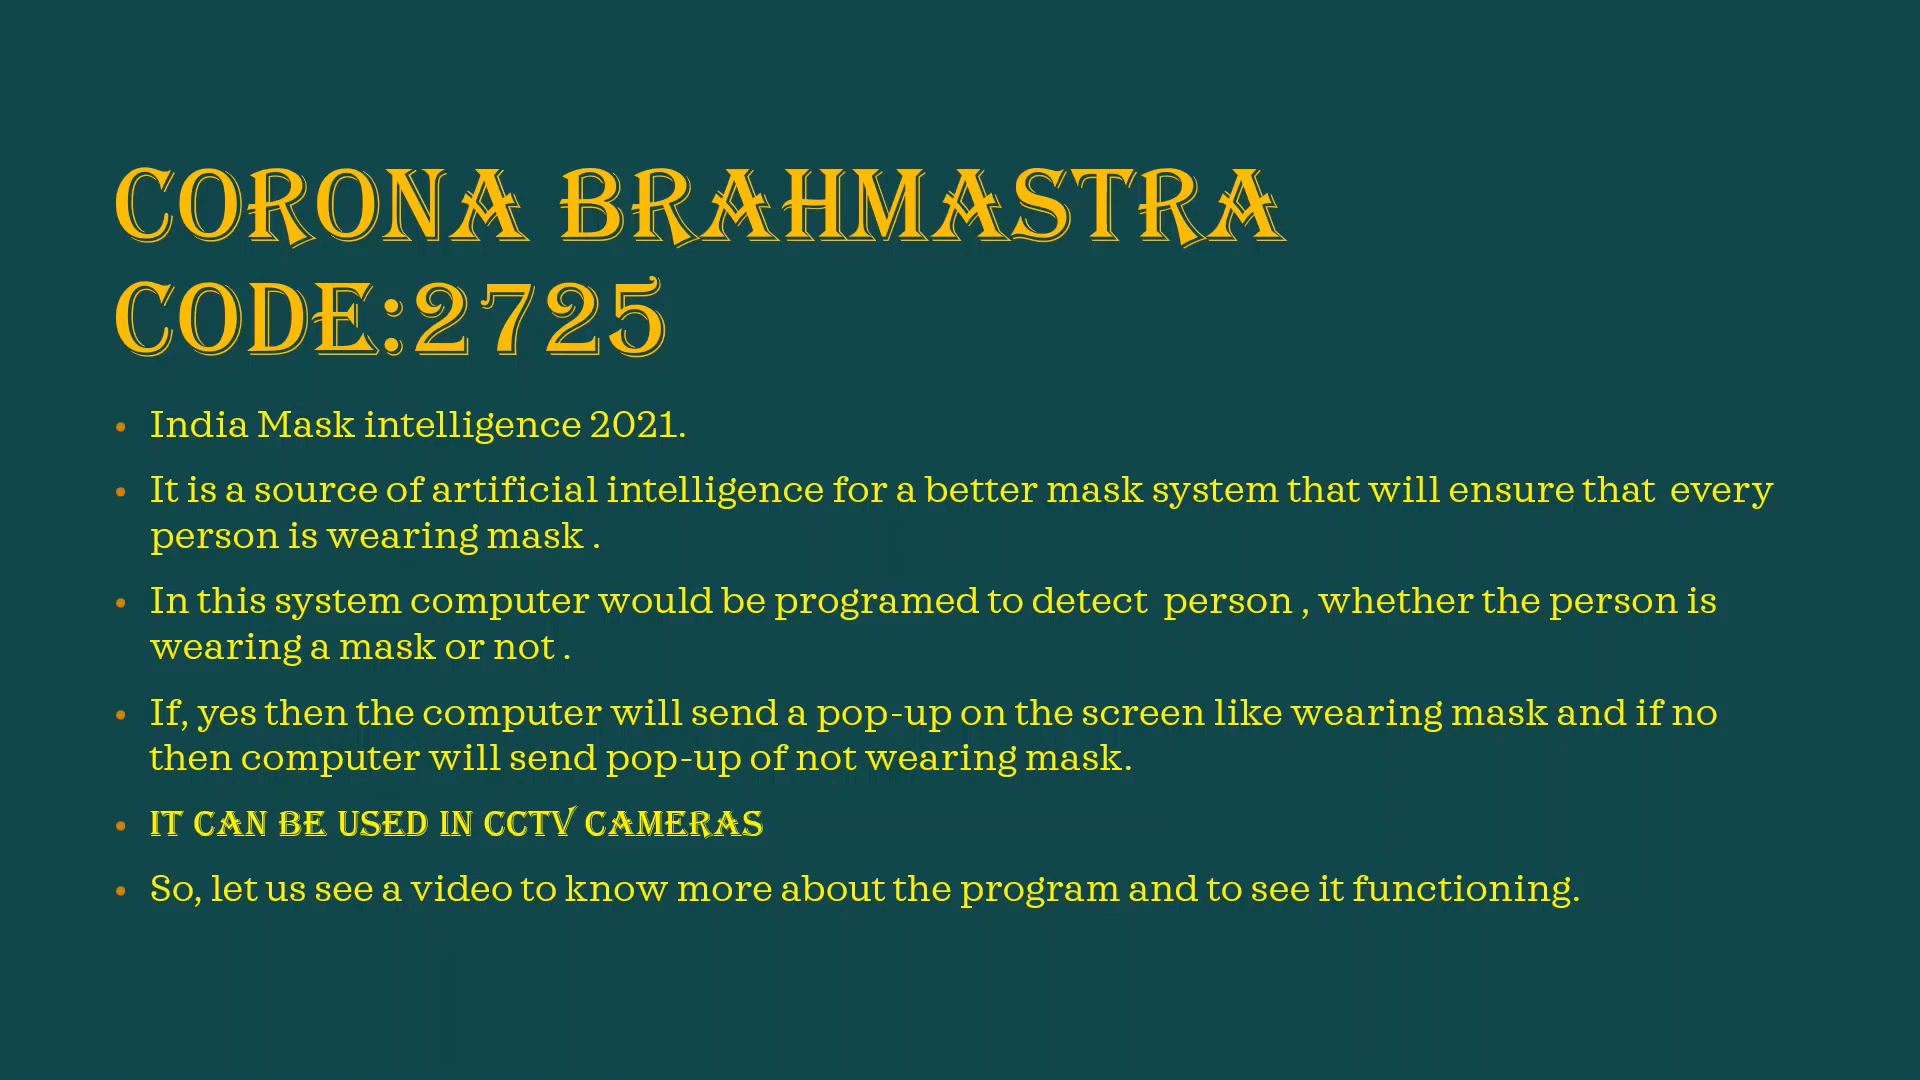 CORONA BRAHMASTRA
CODE:2725
• India Mask intelligence 2021.
• It is a source of artificial intelligence for a better mask system that will ensure that  every
person is wearing mask .
• In this system computer would be programed to detect  person , whether the person is
wearing a mask or not .
• If, yes then the computer will send a pop-up on the screen like wearing mask and if no
then computer will send pop-up of not wearing mask.
• IT CAN BE USED IN CCTV CAMERAS
• So, let us see a video to know more about the program and to see it functioning.